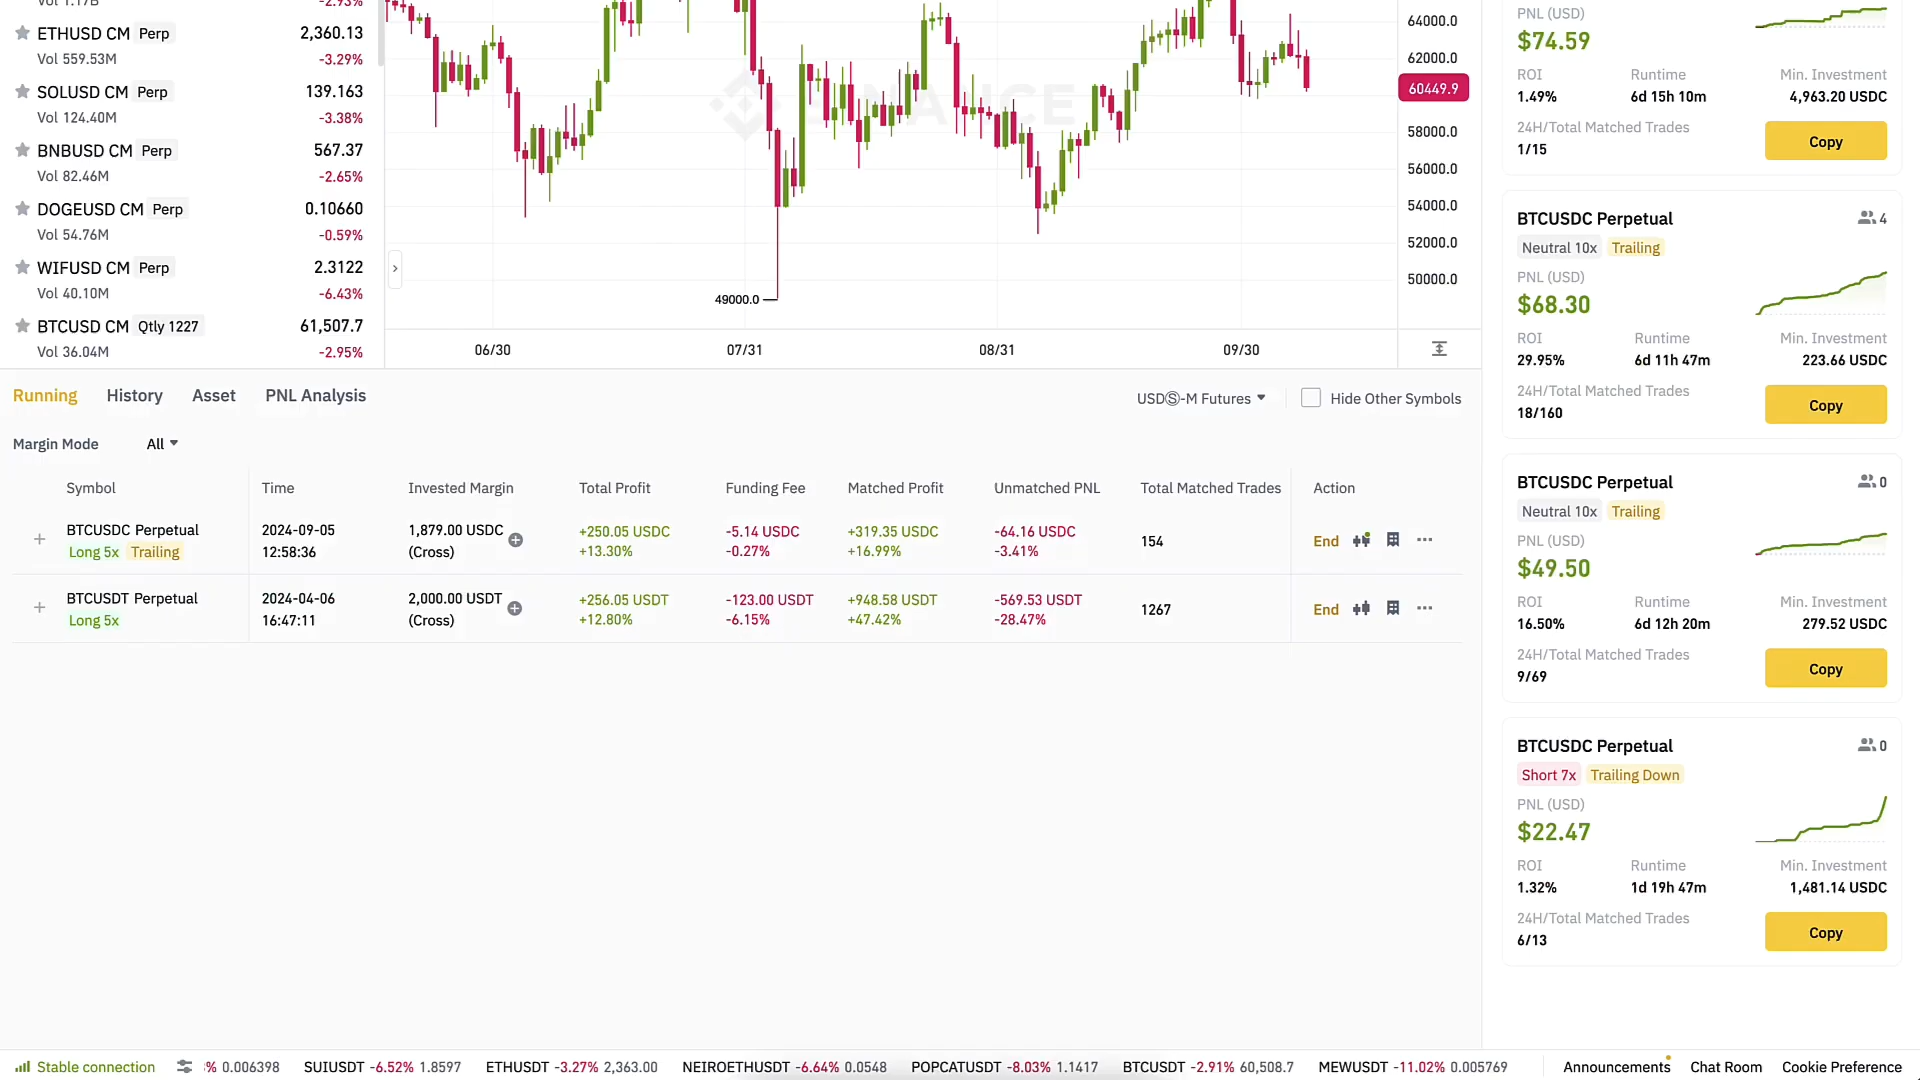 Vol 1.17B -2.93%
ETHUSD CM Perp 2,360.13
Vol 559.53M -3.29%
SOLUSD CM Perp 139.163
Vol 124.40M -3.38%
BNBUSD CM Perp 567.37
Vol 82.46M -2.65%
DOGEUSD CM Perp 0.10660
Vol 54.76M -0.59%
WIFUSD CM Perp 2.3122
Vol 40.10M -6.43%
BTCUSD CM Qtly 1227 61,507.7
Vol 36.04M -2.95%
BINANCE
49000.0
64000.0
62000.0
60449.9
58000.0
56000.0
54000.0
52000.0
50000.0
06/30 07/31 08/31 09/30
Running History Asset PNL Analysis
USDⓈ-M Futures Hide Other Symbols
Margin Mode All
Symbol Time Invested Margin Total Profit Funding Fee Matched Profit Unmatched PNL Total Matched Trades Action
BTCUSDC Perpetual 2024-09-05 1,879.00 USDC +250.05 USDC -5.14 USDC +319.35 USDC -64.16 USDC 154 End
Long 5x Trailing 12:58:36 (Cross) +13.30% -0.27% +16.99% -3.41%
BTCUSDT Perpetual 2024-04-06 2,000.00 USDT +256.05 USDT -123.00 USDT +948.58 USDT -569.53 USDT 1267 End
Long 5x 16:47:11 (Cross) +12.80% -6.15% +47.42% -28.47%
PNL (USD)
$74.59
ROI Runtime Min. Investment
1.49% 6d 15h 10m 4,963.20 USDC
24H/Total Matched Trades
1/15
Copy
BTCUSDC Perpetual 4
Neutral 10x Trailing
PNL (USD)
$68.30
ROI Runtime Min. Investment
29.95% 6d 11h 47m 223.66 USDC
24H/Total Matched Trades
18/160
Copy
BTCUSDC Perpetual 0
Neutral 10x Trailing
PNL (USD)
$49.50
ROI Runtime Min. Investment
16.50% 6d 12h 20m 279.52 USDC
24H/Total Matched Trades
9/69
Copy
BTCUSDC Perpetual 0
Short 7x Trailing Down
PNL (USD)
$22.47
ROI Runtime Min. Investment
1.32% 1d 19h 47m 1,481.14 USDC
24H/Total Matched Trades
6/13
Copy
Stable connection % 0.006398 SUIUSDT -6.52% 1.8597 ETHUSDT -3.27% 2,363.00 NEIROETHUSDT -6.64% 0.0548 POPCATUSDT -8.03% 1.1417 BTCUSDT -2.91% 60,508.7 MEWUSDT -11.02% 0.005769 Announcements Chat Room Cookie Preference